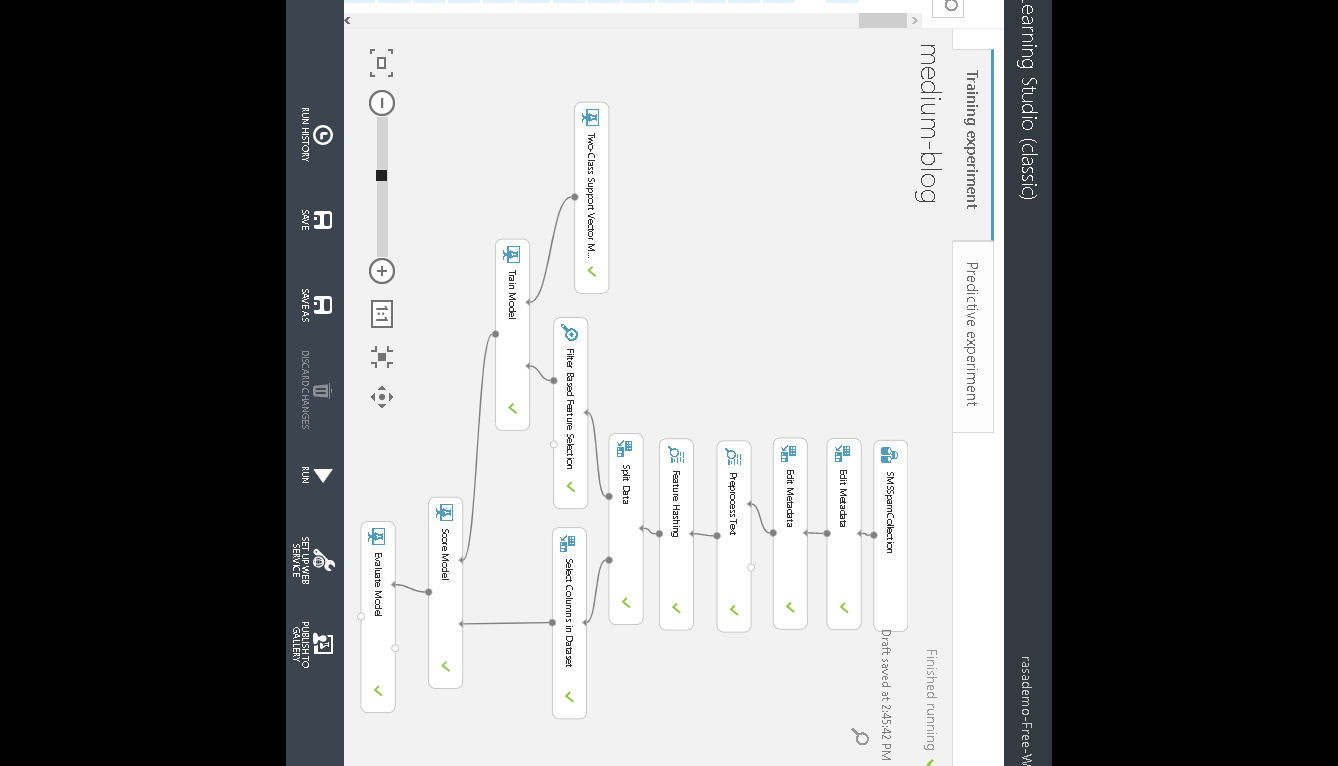 earning Studio (classic)
rasademo-Free-W
Training experiment
Predictive experiment
medium-blog
Finished running
Draft saved at 2:45:42 PM
SMSSpamCollection
Edit Metadata
Edit Metadata
Preprocess Text
Feature Hashing
Split Data
Two-Class Support Vector M...
Filter Based Feature Selection
Select Columns in Dataset
Train Model
Score Model
Evaluate Model
1:1
RUN HISTORY
SAVE
SAVE AS
DISCARD CHANGES
RUN
SET UP WEB
SERVICE
PUBLISH TO
GALLERY